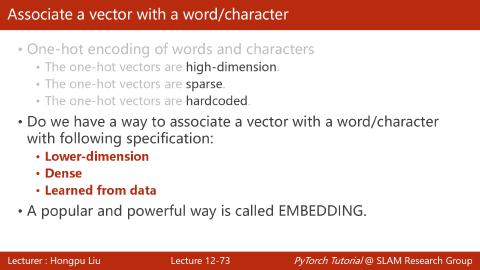 Associate a vector with a word/character
• One-hot encoding of words and characters
• The one-hot vectors are high-dimension.
• The one-hot vectors are sparse.
• The one-hot vectors are hardcoded.
• Do we have a way to associate a vector with a word/character
with following specification:
• Lower-dimension
• Dense
• Learned from data
• A popular and powerful way is called EMBEDDING.
Lecturer : Hongpu Liu Lecture 12-73 PyTorch Tutorial @ SLAM Research Group